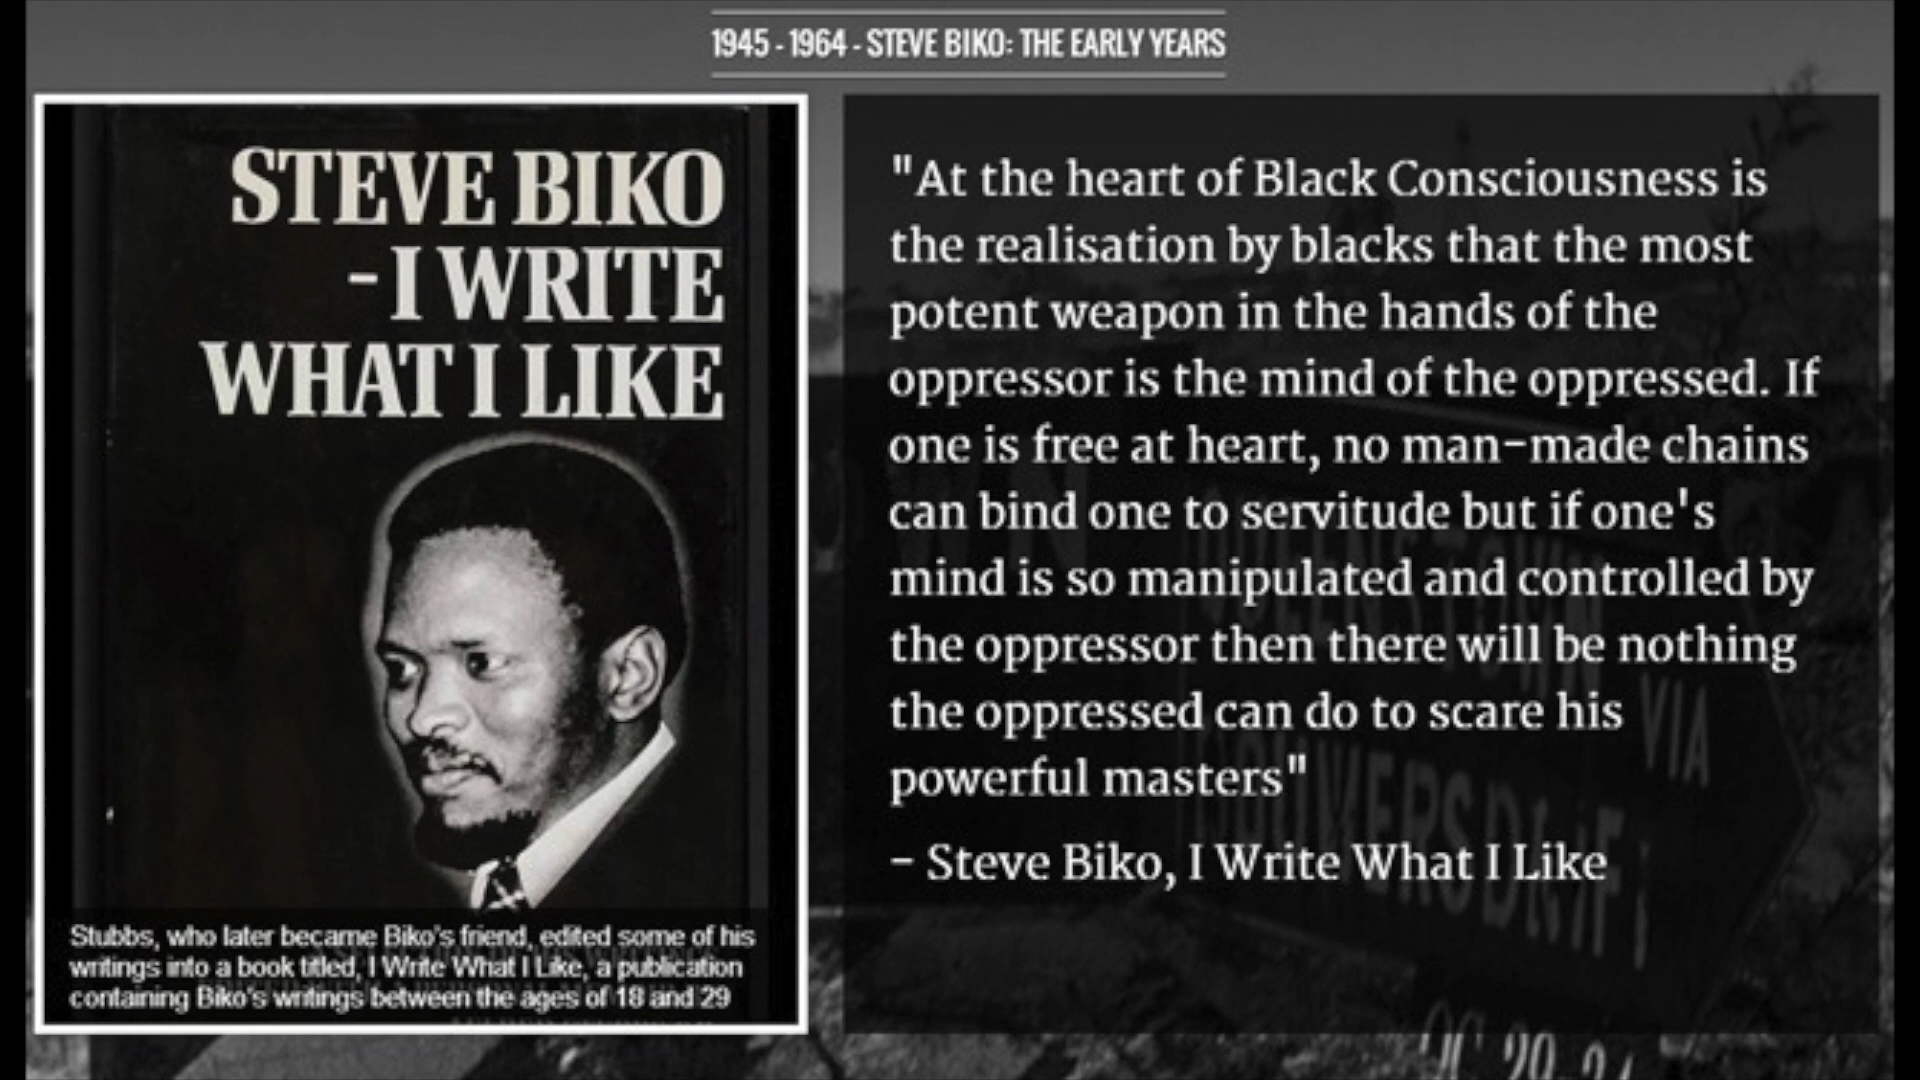 1945 - 1964 - STEVE BIKO: THE EARLY YEARS
STEVE BIKO
- I WRITE
WHAT I LIKE
Stubbs, who later became Biko's friend, edited some of his
writings into a book titled, I Write What I Like, a publication
containing Biko's writings between the ages of 18 and 29
"At the heart of Black Consciousness is
the realisation by blacks that the most
potent weapon in the hands of the
oppressor is the mind of the oppressed. If
one is free at heart, no man-made chains
can bind one to servitude but if one's
mind is so manipulated and controlled by
the oppressor then there will be nothing
the oppressed can do to scare his
powerful masters"
- Steve Biko, I Write What I Like
QUEENSTOWN
VIA